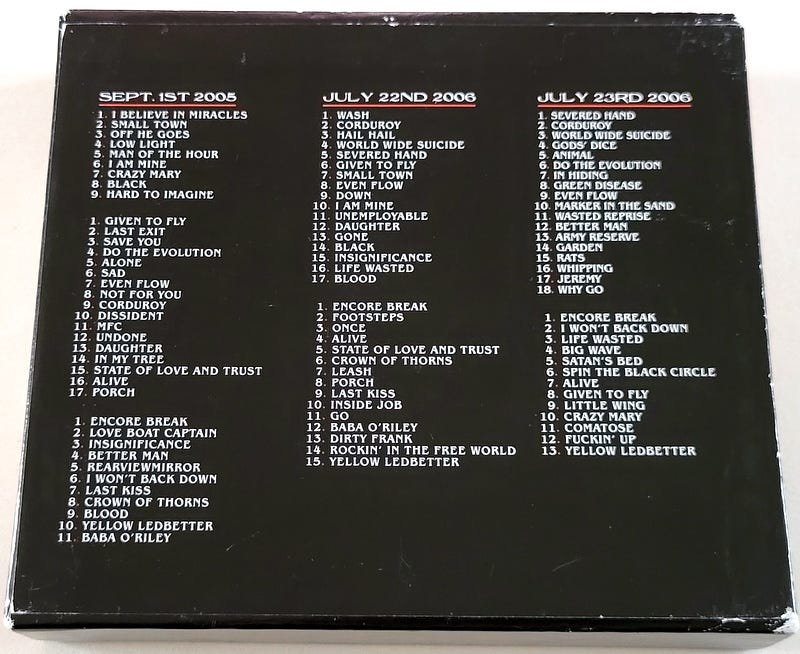 SEPT. 1ST 2005
1. I BELIEVE IN MIRACLES
2. SMALL TOWN
3. OFF HE GOES
4. LOW LIGHT
5. MAN OF THE HOUR
6. I AM MINE
7. CRAZY MARY
8. BLACK
9. HARD TO IMAGINE
1. GIVEN TO FLY
2. LAST EXIT
3. SAVE YOU
4. DO THE EVOLUTION
5. ALONE
6. SAD
7. EVEN FLOW
8. NOT FOR YOU
9. CORDUROY
10. DISSIDENT
11. MFC
12. UNDONE
13. DAUGHTER
14. IN MY TREE
15. STATE OF LOVE AND TRUST
16. ALIVE
17. PORCH
1. ENCORE BREAK
2. LOVE BOAT CAPTAIN
3. INSIGNIFICANCE
4. BETTER MAN
5. REARVIEWMIRROR
6. I WON'T BACK DOWN
7. LAST KISS
8. CROWN OF THORNS
9. BLOOD
10. YELLOW LEDBETTER
11. BABA O'RILEY
JULY 22ND 2006
1. WASH
2. CORDUROY
3. HAIL HAIL
4. WORLD WIDE SUICIDE
5. SEVERED HAND
6. GIVEN TO FLY
7. SMALL TOWN
8. EVEN FLOW
9. DOWN
10. I AM MINE
11. UNEMPLOYABLE
12. DAUGHTER
13. GONE
14. BLACK
15. INSIGNIFICANCE
16. LIFE WASTED
17. BLOOD
1. ENCORE BREAK
2. FOOTSTEPS
3. ONCE
4. ALIVE
5. STATE OF LOVE AND TRUST
6. CROWN OF THORNS
7. LEASH
8. PORCH
9. LAST KISS
10. INSIDE JOB
11. GO
12. BABA O'RILEY
13. DIRTY FRANK
14. ROCKIN' IN THE FREE WORLD
15. YELLOW LEDBETTER
JULY 23RD 2006
1. SEVERED HAND
2. CORDUROY
3. WORLD WIDE SUICIDE
4. GODS' DICE
5. ANIMAL
6. DO THE EVOLUTION
7. IN HIDING
8. GREEN DISEASE
9. EVEN FLOW
10. MARKER IN THE SAND
11. WASTED REPRISE
12. BETTER MAN
13. ARMY RESERVE
14. GARDEN
15. RATS
16. WHIPPING
17. JEREMY
18. WHY GO
1. ENCORE BREAK
2. I WON'T BACK DOWN
3. LIFE WASTED
4. BIG WAVE
5. SATAN'S BED
6. SPIN THE BLACK CIRCLE
7. ALIVE
8. GIVEN TO FLY
9. LITTLE WING
10. CRAZY MARY
11. COMATOSE
12. FUCKIN' UP
13. YELLOW LEDBETTER